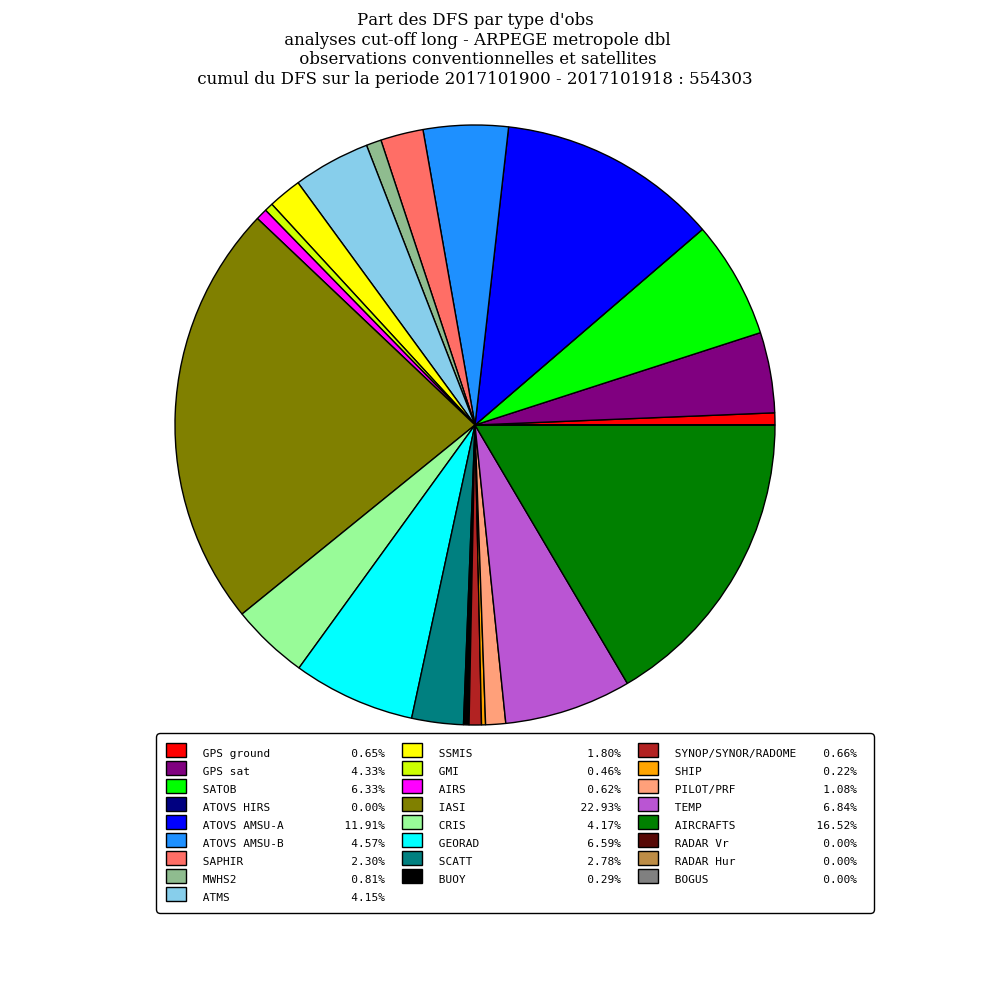 Part des DFS par type d'obs
analyses cut-off long - ARPEGE metropole dbl
observations conventionnelles et satellites
cumul du DFS sur la periode 2017101900 - 2017101918 : 554303
GPS ground 0.65%
GPS sat 4.33%
SATOB 6.33%
ATOVS HIRS 0.00%
ATOVS AMSU-A 11.91%
ATOVS AMSU-B 4.57%
SAPHIR 2.30%
MWHS2 0.81%
ATMS 4.15%
SSMIS 1.80%
GMI 0.46%
AIRS 0.62%
IASI 22.93%
CRIS 4.17%
GEORAD 6.59%
SCATT 2.78%
BUOY 0.29%
SYNOP/SYNOR/RADOME 0.66%
SHIP 0.22%
PILOT/PRF 1.08%
TEMP 6.84%
AIRCRAFTS 16.52%
RADAR Vr 0.00%
RADAR Hur 0.00%
BOGUS 0.00%